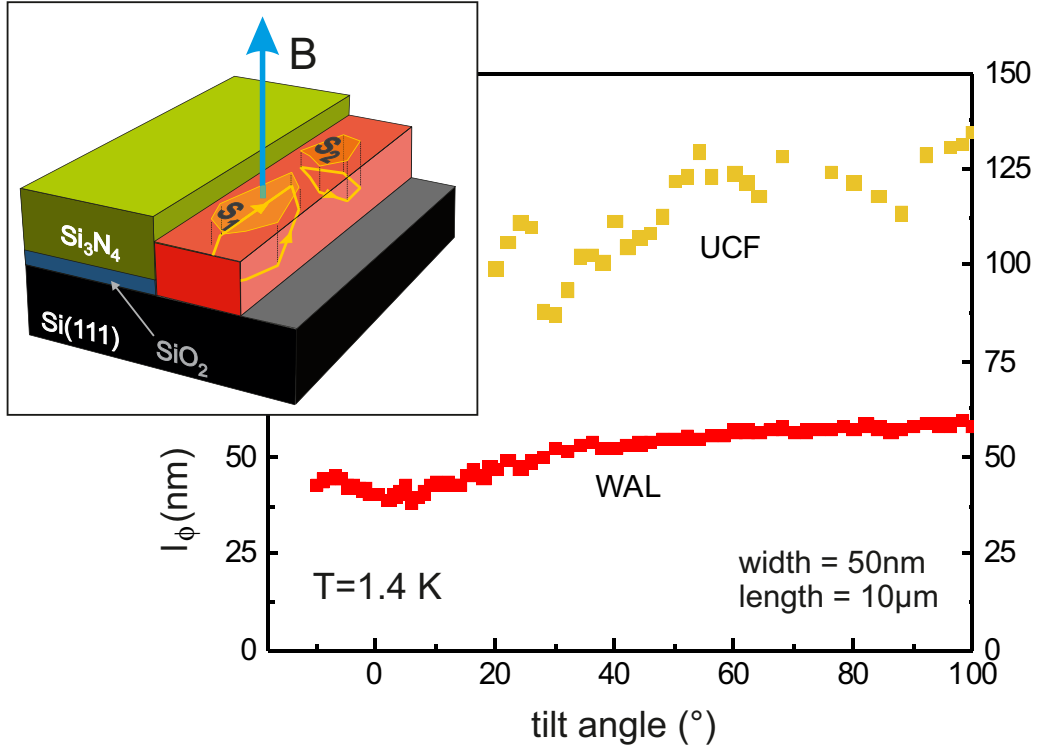 B
S₁
S₂
Si₃N₄
Si(111)
SiO₂
150
125
100
75
50
25
0
50
25
0
l_ϕ(nm)
UCF
WAL
T=1.4 K
width = 50nm
length = 10µm
0 20 40 60 80 100
tilt angle (°)